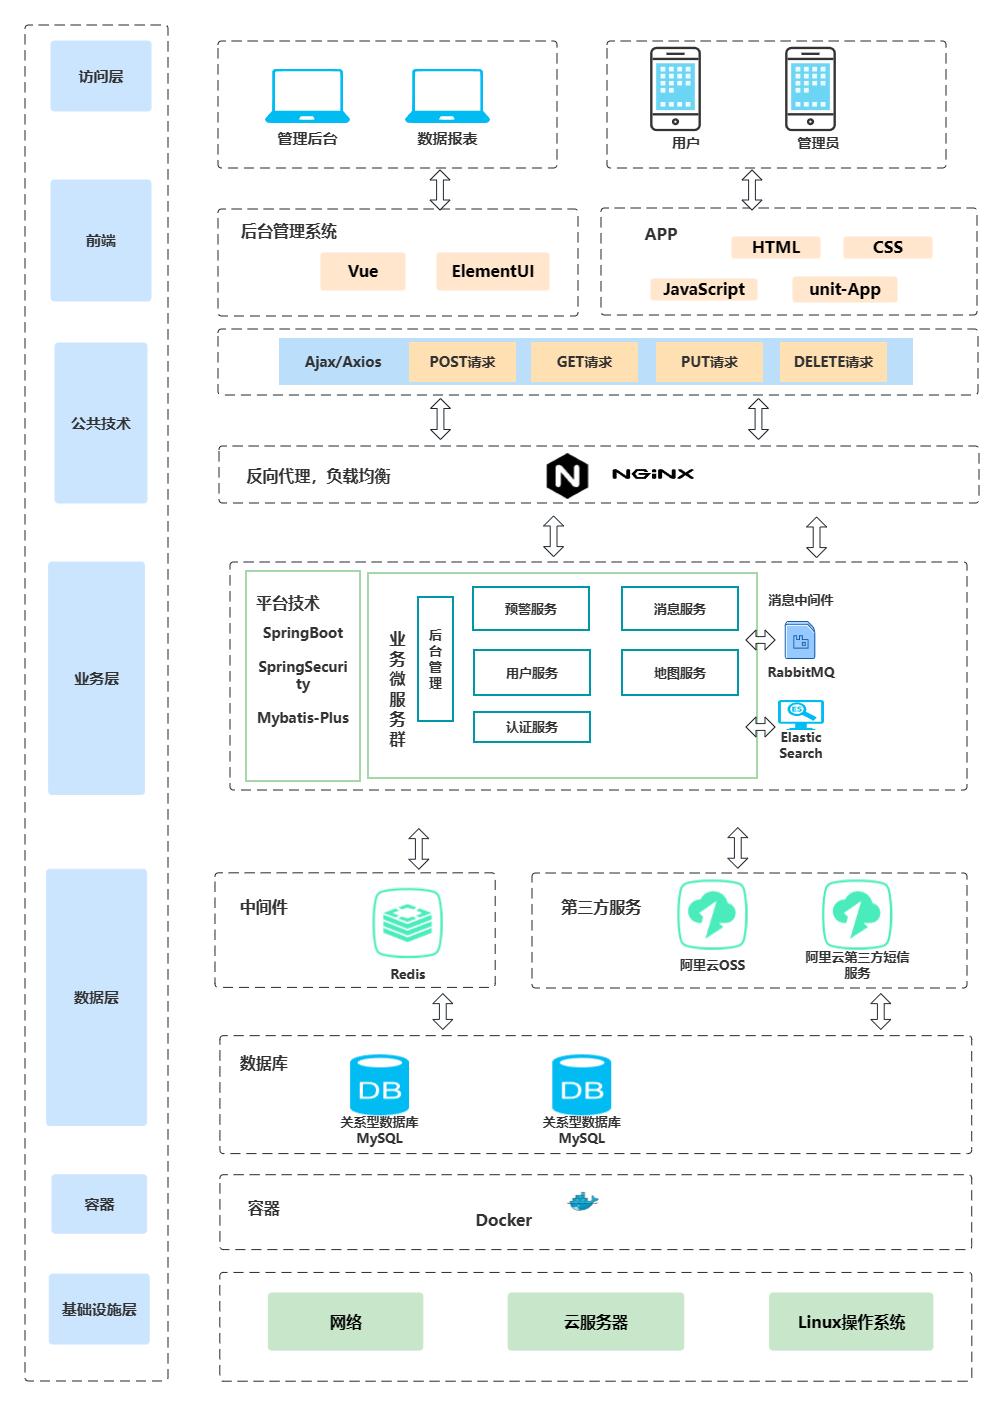 访问层
管理后台
数据报表
用户
管理员
前端
后台管理系统
Vue
ElementUI
APP
HTML
CSS
JavaScript
unit-App
公共技术
Ajax/Axios
POST请求
GET请求
PUT请求
DELETE请求
反向代理，负载均衡
N
NGiNX
业务层
平台技术
SpringBoot
SpringSecuri
ty
Mybatis-Plus
业务微服务群
后台管理
预警服务
消息服务
用户服务
地图服务
认证服务
消息中间件
RabbitMQ
ES
Elastic
Search
数据层
中间件
Redis
第三方服务
阿里云OSS
阿里云第三方短信
服务
数据库
DB
关系型数据库
MySQL
DB
关系型数据库
MySQL
容器
容器
Docker
基础设施层
网络
云服务器
Linux操作系统